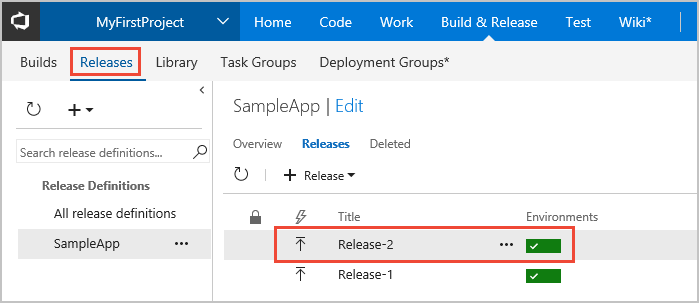 MyFirstProject Home Code Work Build & Release Test Wiki*
Builds Releases Library Task Groups Deployment Groups*
SampleApp | Edit
Search release definitions...
Overview Releases Deleted
Release Definitions
+ Release
All release definitions
SampleApp ...
Title Environments
Release-2 ...
Release-1